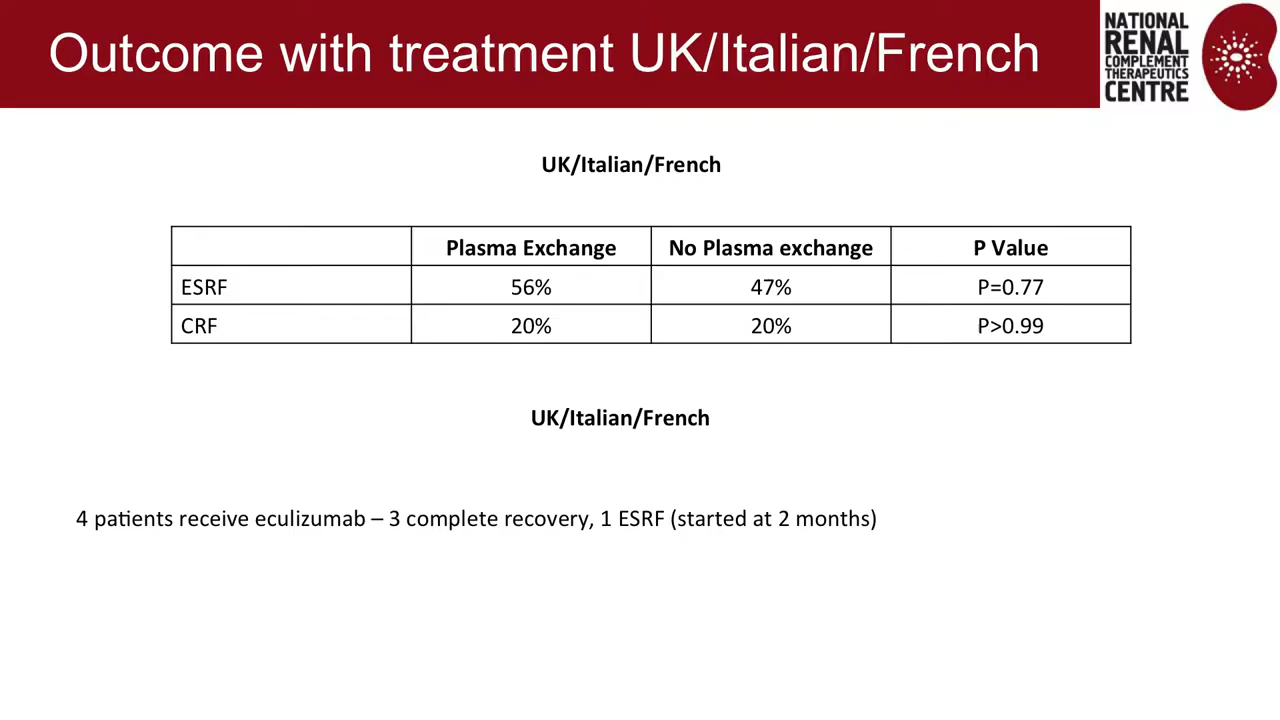 Outcome with treatment UK/Italian/French
NATIONAL
RENAL
COMPLEMENT
THERAPEUTICS
CENTRE
UK/Italian/French
Plasma Exchange No Plasma exchange P Value
ESRF 56% 47% P=0.77
CRF 20% 20% P>0.99
UK/Italian/French
4 patients receive eculizumab – 3 complete recovery, 1 ESRF (started at 2 months)